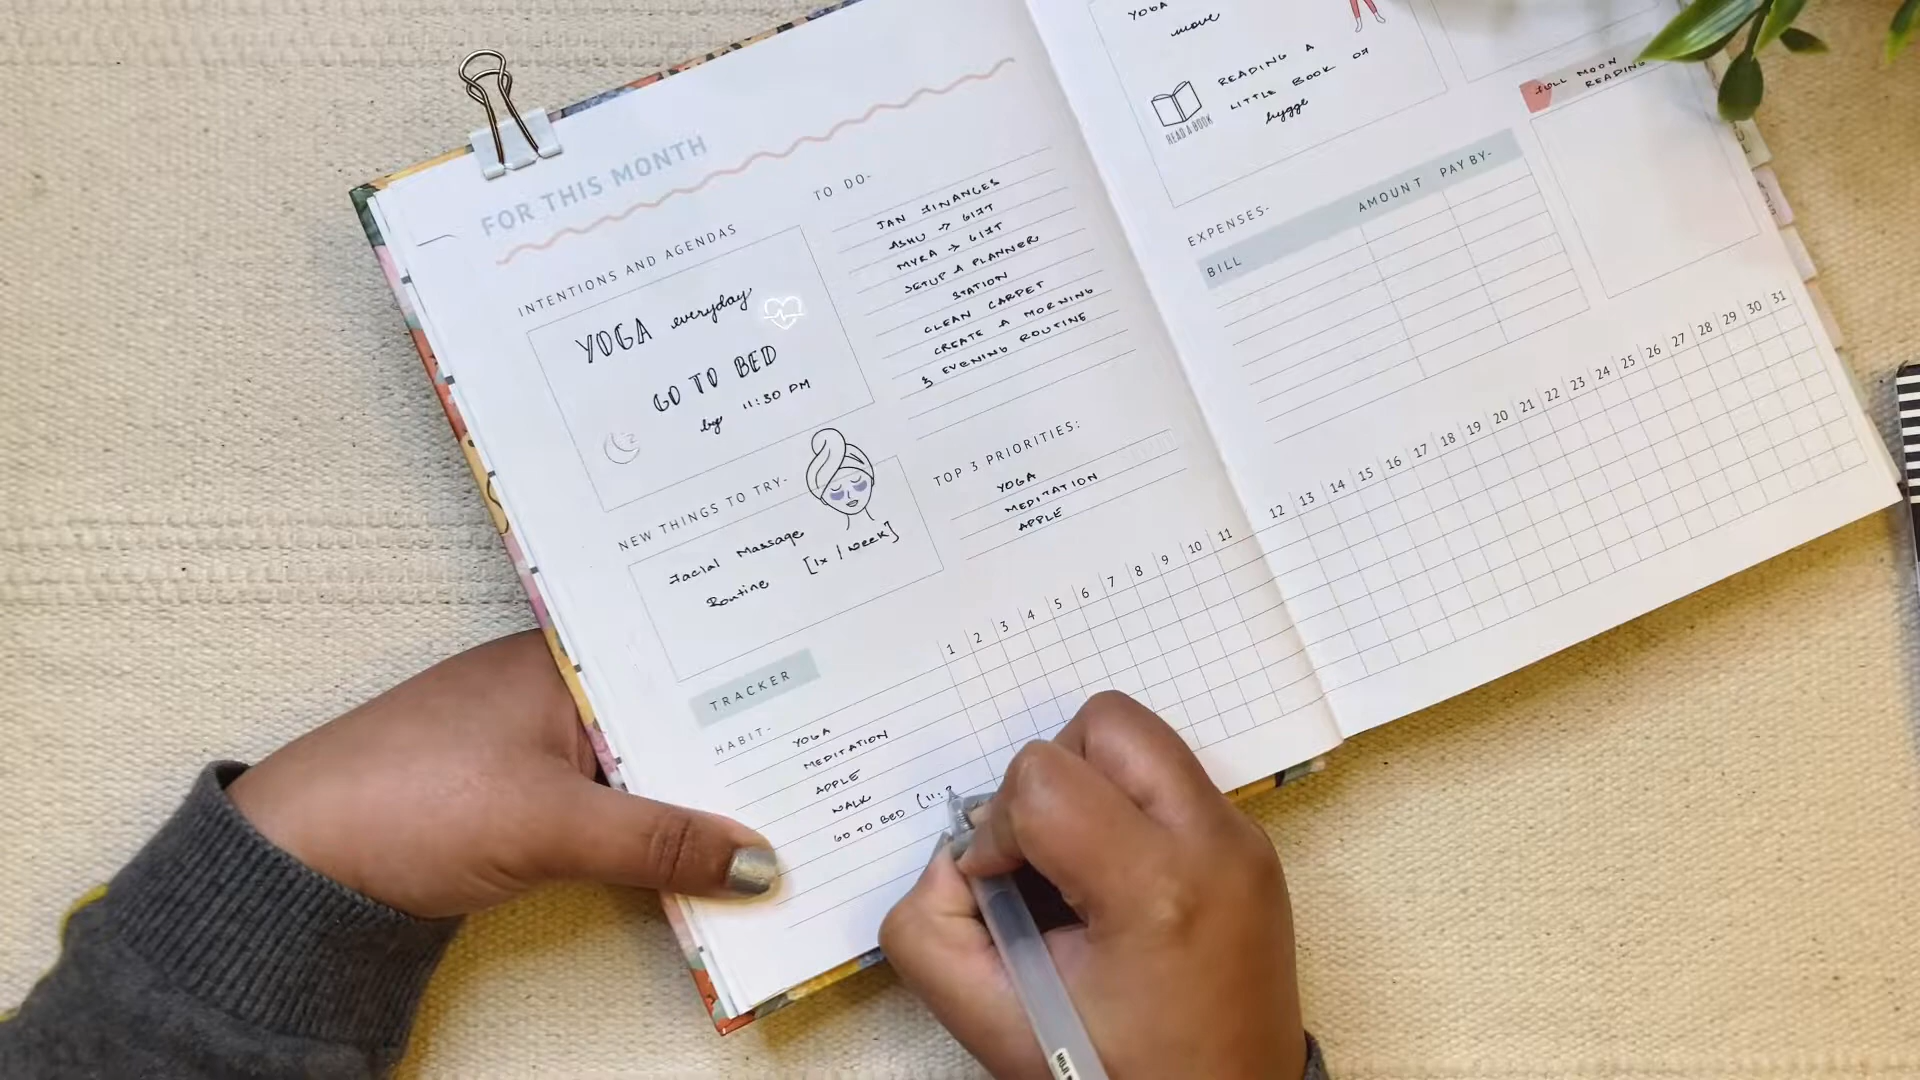 FOR THIS MONTH
INTENTIONS AND AGENDAS
YOGA everyday
GO TO BED
by 11:30 PM
NEW THINGS TO TRY-
Facial Massage
Routine [1x / week]
TO DO-
JAN FINANCES
ASHU → GIFT
MYRA → GIFT
SETUP A PLANNER
STATION
CLEAN CARPET
CREATE A MORNING
& EVENING ROUTINE
TOP 3 PRIORITIES:
YOGA
MEDITATION
APPLE
TRACKER
1 2 3 4 5 6 7 8 9 10 11
HABIT-
YOGA
MEDITATION
APPLE
WALK
GO TO BED (11:
YOGA
move
READ A BOOK
READING A
LITTLE BOOK OF
hygge
FULL MOON
READING
EXPENSES-
BILL AMOUNT PAY BY-
12 13 14 15 16 17 18 19 20 21 22 23 24 25 26 27 28 29 30 31
MUJI